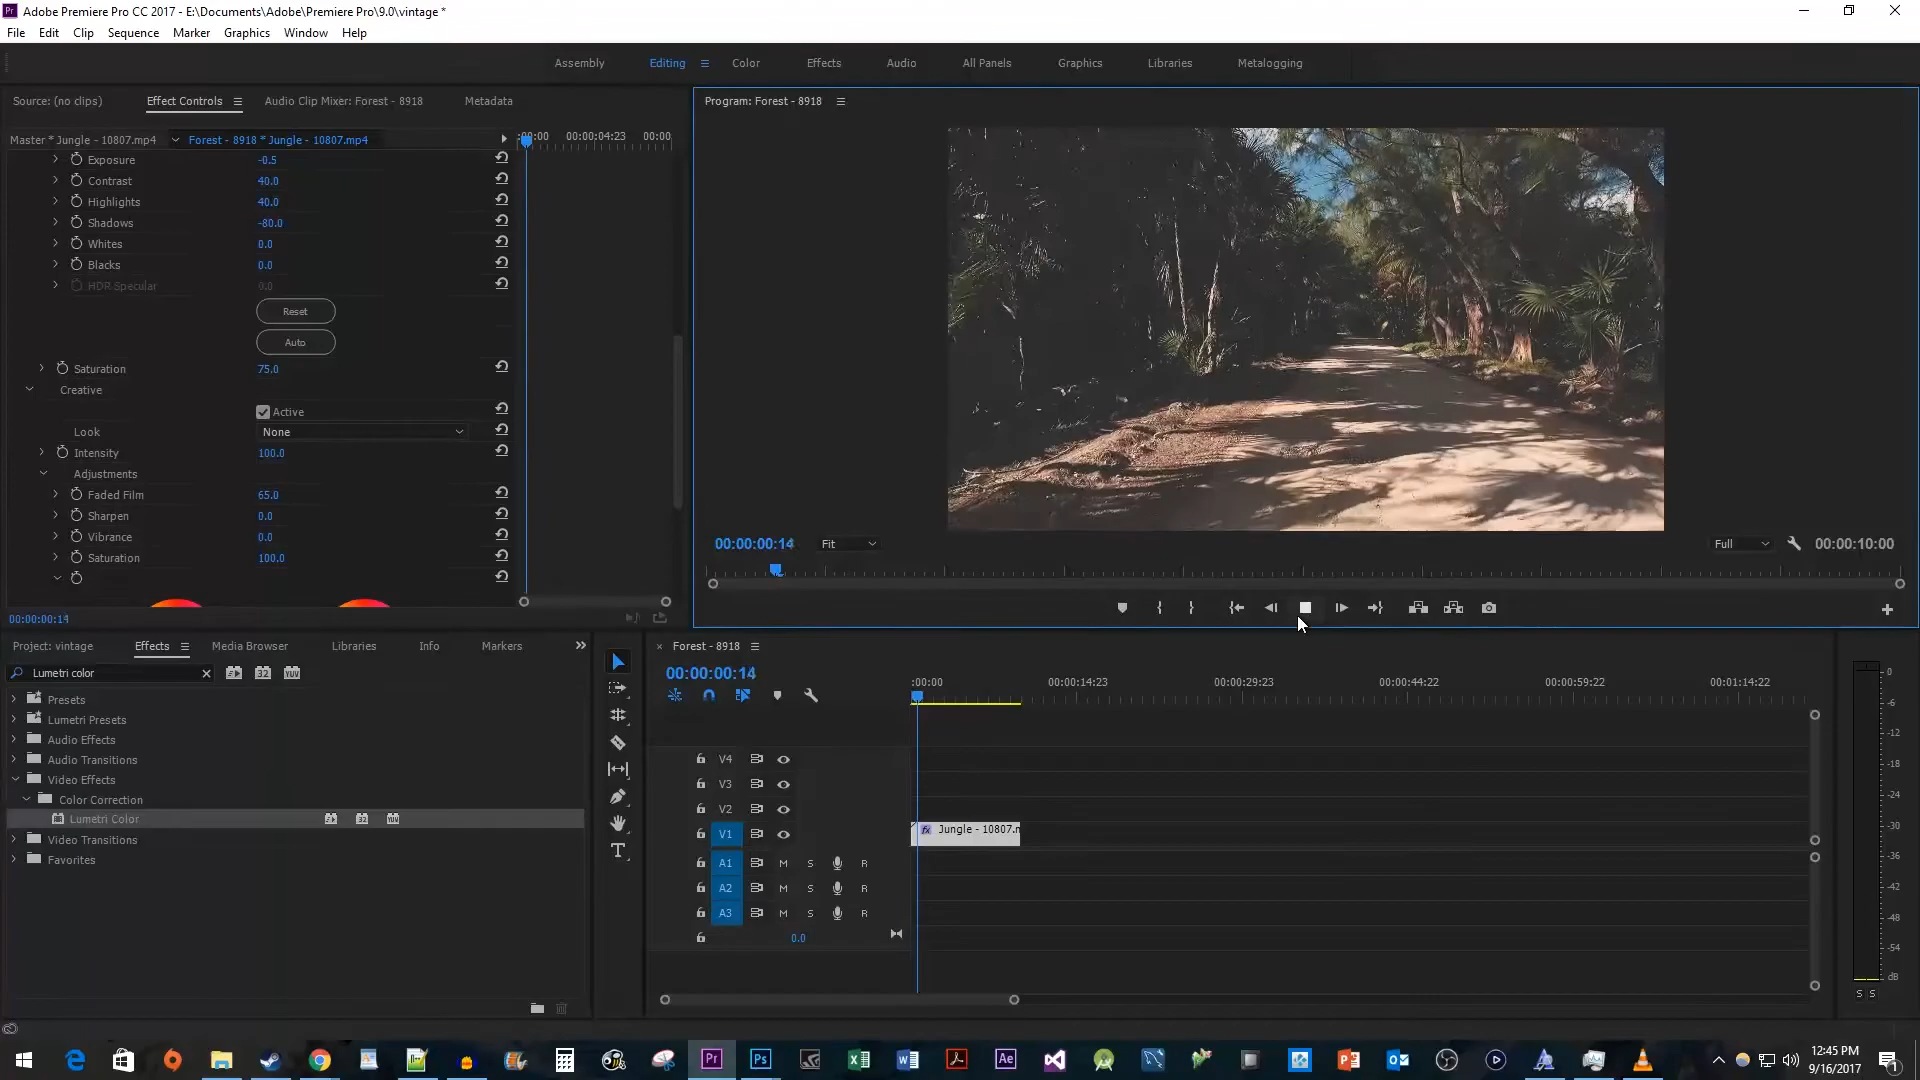 Adobe Premiere Pro CC 2017 - E:\Documents\Adobe\Premiere Pro\9.0\vintage *
File Edit Clip Sequence Marker Graphics Window Help
Assembly Editing Color Effects Audio All Panels Graphics Libraries Metalogging
Source: (no clips) Effect Controls Audio Clip Mixer: Forest - 8918 Metadata
Program: Forest - 8918
Master * Jungle - 10807.mp4 Forest - 8918 * Jungle - 10807.mp4
:00:00 00:00:04:23 00:00
Exposure -0.5
Contrast 40.0
Highlights 40.0
Shadows -80.0
Whites 0.0
Blacks 0.0
HDR Specular 0.0
Reset
Auto
Saturation 75.0
Creative
Active
Look None
Intensity 100.0
Adjustments
Faded Film 65.0
Sharpen 0.0
Vibrance 0.0
Saturation 100.0
00:00:00:14
00:00:00:14 Fit Full 00:00:10:00
Project: vintage Effects Media Browser Libraries Info Markers
Lumetri color
32 YUV
Presets
Lumetri Presets
Audio Effects
Audio Transitions
Video Effects
Color Correction
Lumetri Color
Video Transitions
Favorites
× Forest - 8918
00:00:00:14
:00:00 00:00:14:23 00:00:29:23 00:00:44:22 00:00:59:22 00:01:14:22
V4
V3
V2
V1 fx Jungle - 10807.m
A1 M S R
A2 M S R
A3 M S R
0.0
0
-6
-12
-18
-24
-30
-36
-42
-48
-54
dB
S S
12:45 PM
9/16/2017
1